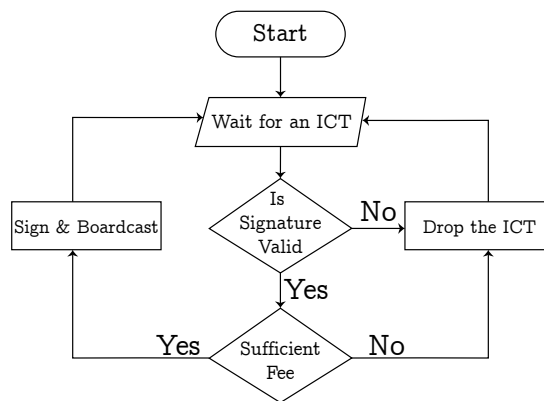 Start
Wait for an ICT
Is
Signature
Valid
No
Sign & Boardcast
Drop the ICT
Yes
Yes
Sufficient
Fee
No